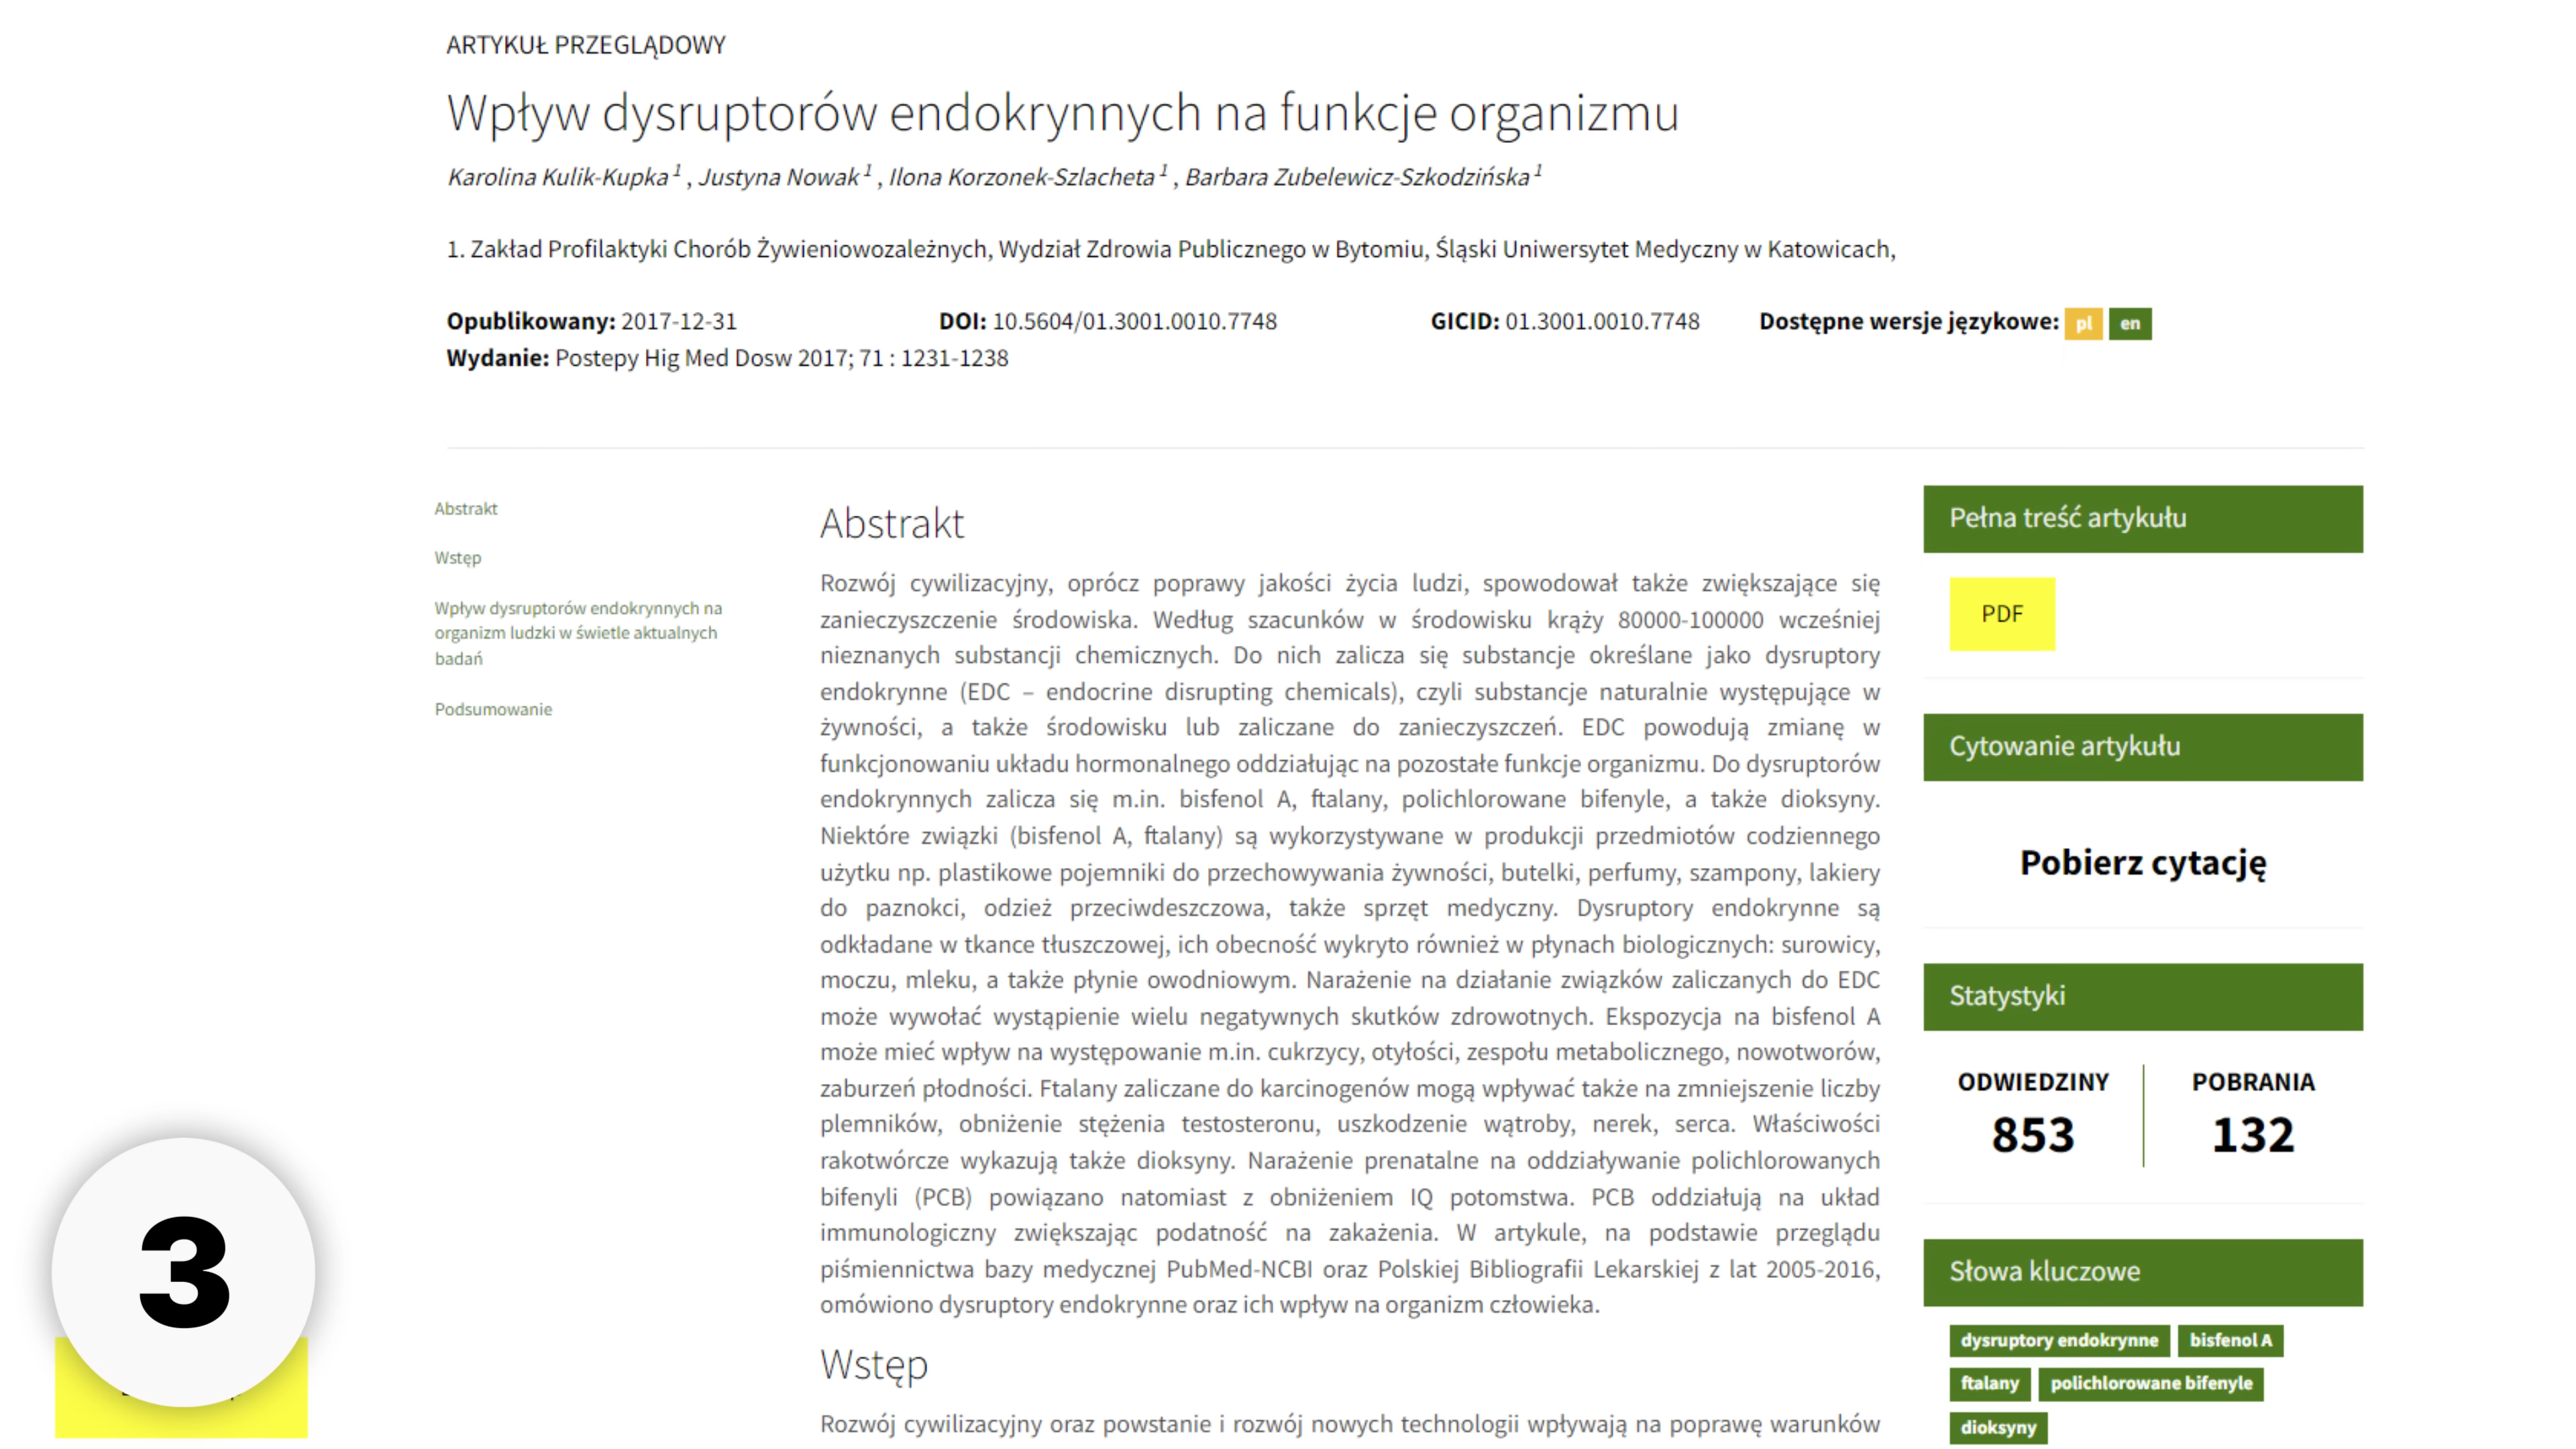 ARTYKUŁ PRZEGLĄDOWY
Wpływ dysruptorów endokrynnych na funkcje organizmu
Karolina Kulik-Kupka 1 , Justyna Nowak 1 , Ilona Korzonek-Szlacheta 1 , Barbara Zubelewicz-Szkodzińska 1
1. Zakład Profilaktyki Chorób Żywieniowozależnych, Wydział Zdrowia Publicznego w Bytomiu, Śląski Uniwersytet Medyczny w Katowicach,
Opublikowany: 2017-12-31 DOI: 10.5604/01.3001.0010.7748 GICID: 01.3001.0010.7748 Dostępne wersje językowe: pl en
Wydanie: Postepy Hig Med Dosw 2017; 71 : 1231-1238
Abstrakt
Wstęp
Wpływ dysruptorów endokrynnych na
organizm ludzki w świetle aktualnych
badań
Podsumowanie
Abstrakt
Rozwój cywilizacyjny, oprócz poprawy jakości życia ludzi, spowodował także zwiększające się
zanieczyszczenie środowiska. Według szacunków w środowisku krąży 80000-100000 wcześniej
nieznanych substancji chemicznych. Do nich zalicza się substancje określane jako dysruptory
endokrynne (EDC – endocrine disrupting chemicals), czyli substancje naturalnie występujące w
żywności, a także środowisku lub zaliczane do zanieczyszczeń. EDC powodują zmianę w
funkcjonowaniu układu hormonalnego oddziałując na pozostałe funkcje organizmu. Do dysruptorów
endokrynnych zalicza się m.in. bisfenol A, ftalany, polichlorowane bifenyle, a także dioksyny.
Niektóre związki (bisfenol A, ftalany) są wykorzystywane w produkcji przedmiotów codziennego
użytku np. plastikowe pojemniki do przechowywania żywności, butelki, perfumy, szampony, lakiery
do paznokci, odzież przeciwdeszczowa, także sprzęt medyczny. Dysruptory endokrynne są
odkładane w tkance tłuszczowej, ich obecność wykryto również w płynach biologicznych: surowicy,
moczu, mleku, a także płynie owodniowym. Narażenie na działanie związków zaliczanych do EDC
może wywołać wystąpienie wielu negatywnych skutków zdrowotnych. Ekspozycja na bisfenol A
może mieć wpływ na występowanie m.in. cukrzycy, otyłości, zespołu metabolicznego, nowotworów,
zaburzeń płodności. Ftalany zaliczane do karcinogenów mogą wpływać także na zmniejszenie liczby
plemników, obniżenie stężenia testosteronu, uszkodzenie wątroby, nerek, serca. Właściwości
rakotwórcze wykazują także dioksyny. Narażenie prenatalne na oddziaływanie polichlorowanych
bifenyli (PCB) powiązano natomiast z obniżeniem IQ potomstwa. PCB oddziałują na układ
immunologiczny zwiększając podatność na zakażenia. W artykule, na podstawie przeglądu
piśmiennictwa bazy medycznej PubMed-NCBI oraz Polskiej Bibliografii Lekarskiej z lat 2005-2016,
omówiono dysruptory endokrynne oraz ich wpływ na organizm człowieka.
Wstęp
Rozwój cywilizacyjny oraz powstanie i rozwój nowych technologii wpływają na poprawę warunków
Pełna treść artykułu
PDF
Cytowanie artykułu
Pobierz cytację
Statystyki
ODWIEDZINY POBRANIA
853 132
Słowa kluczowe
dysruptory endokrynne bisfenol A
ftalany polichlorowane bifenyle
dioksyny
3